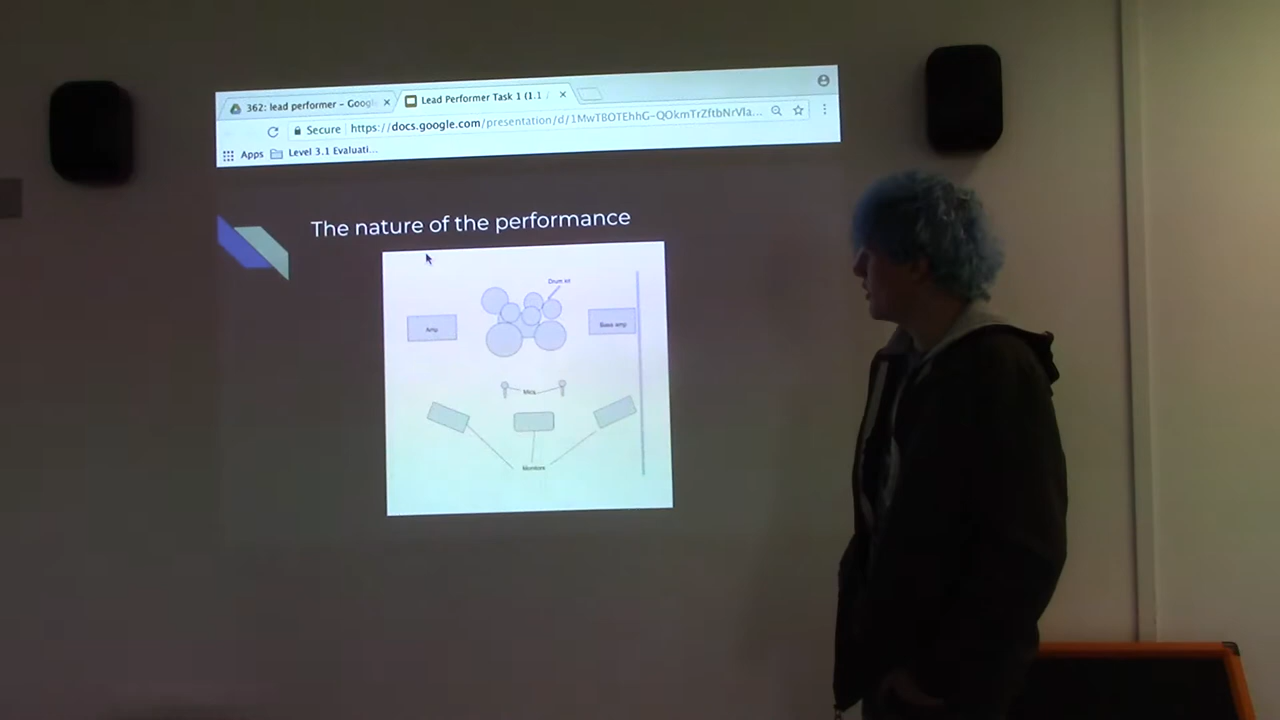 362: lead performer – Googl
Lead Performer Task 1 (1.1 /
Secure
https://docs.google.com/presentation/d/1MwTBOTEhhG-QOkmTrZftbNrVla...
Apps
Level 3.1 Evaluati...
The nature of the performance
Drum kit
Amp
Bass amp
Mics
Monitors